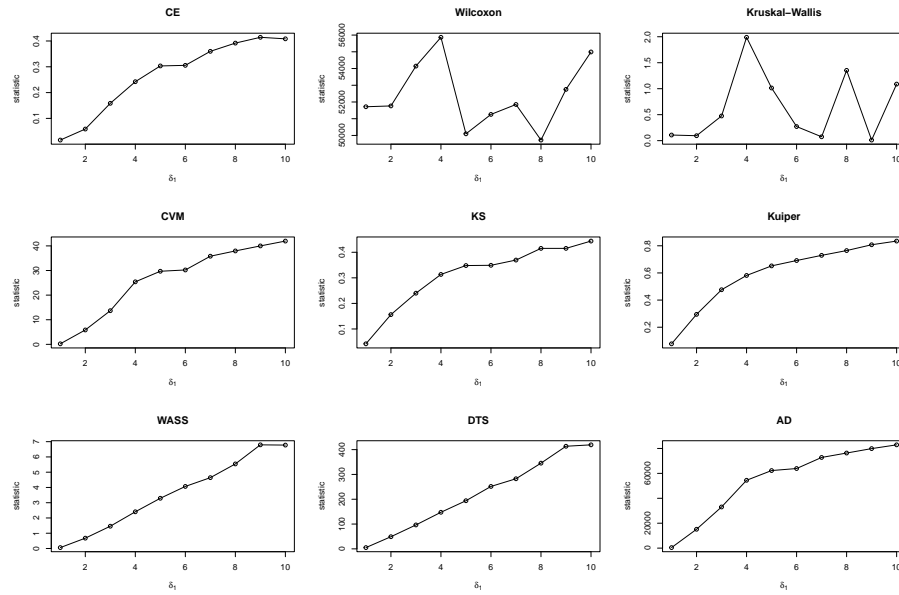 CE
statistic
0.1 0.2 0.3 0.4
2 4 6 8 10
δ1
Wilcoxon
statistic
50000 52000 54000 56000
2 4 6 8 10
δ1
Kruskal–Wallis
statistic
0.0 0.5 1.0 1.5 2.0
2 4 6 8 10
δ1
CVM
statistic
0 10 20 30 40
2 4 6 8 10
δ1
KS
statistic
0.1 0.2 0.3 0.4
2 4 6 8 10
δ1
Kuiper
statistic
0.2 0.4 0.6 0.8
2 4 6 8 10
δ1
WASS
statistic
0 1 2 3 4 5 6 7
2 4 6 8 10
δ1
DTS
statistic
0 100 200 300 400
2 4 6 8 10
δ1
AD
statistic
0 20000 60000
2 4 6 8 10
δ1